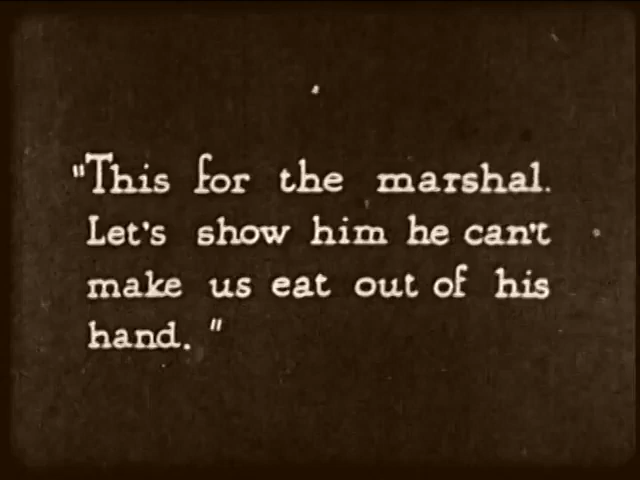 "This for the marshal.
Let's show him he can't
make us eat out of his
hand."